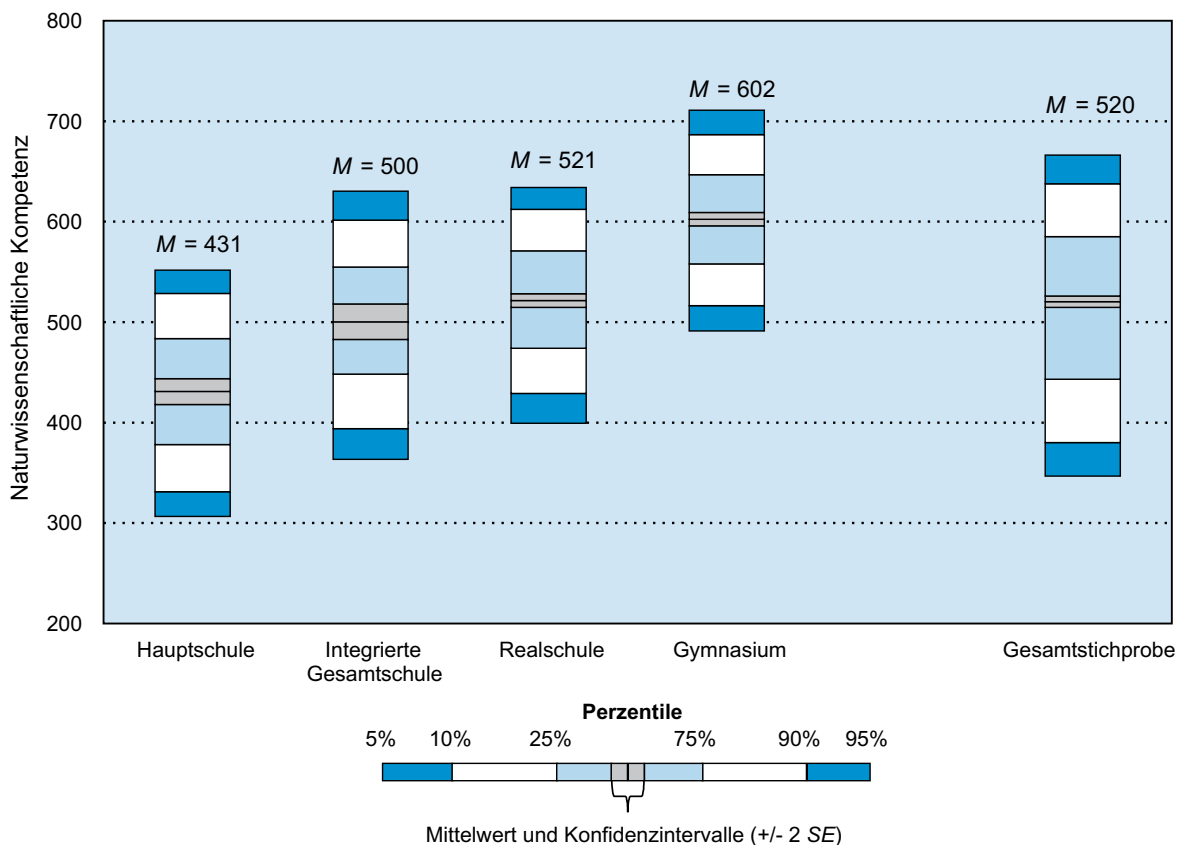 800
700
600
500
400
300
200
Naturwissenschaftliche Kompetenz
M = 431
M = 500
M = 521
M = 602
M = 520
Hauptschule
Integrierte
Gesamtschule
Realschule
Gymnasium
Gesamtstichprobe
Perzentile
5% 10% 25% 75% 90% 95%
Mittelwert und Konfidenzintervalle (+/- 2 SE)